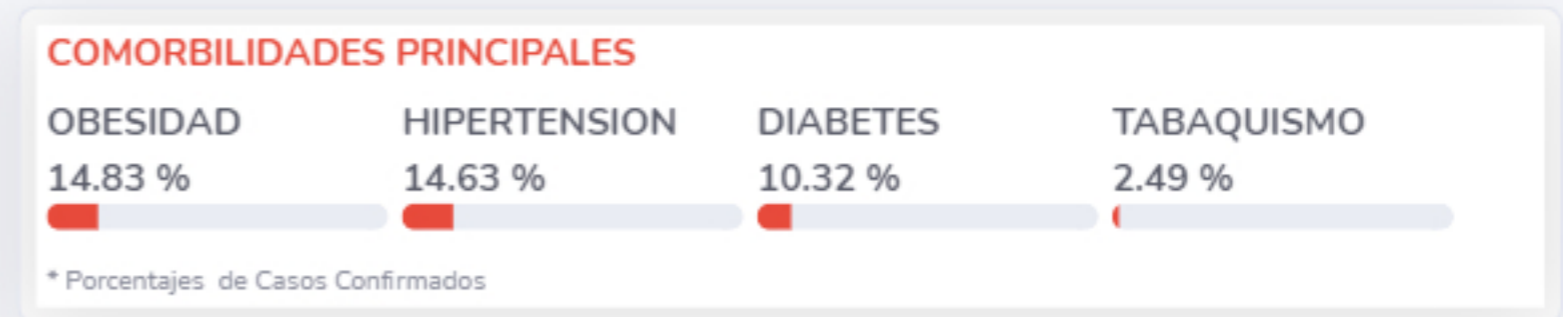 COMORBILIDADES PRINCIPALES
OBESIDAD HIPERTENSION DIABETES TABAQUISMO
14.83 % 14.63 % 10.32 % 2.49 %
* Porcentajes de Casos Confirmados